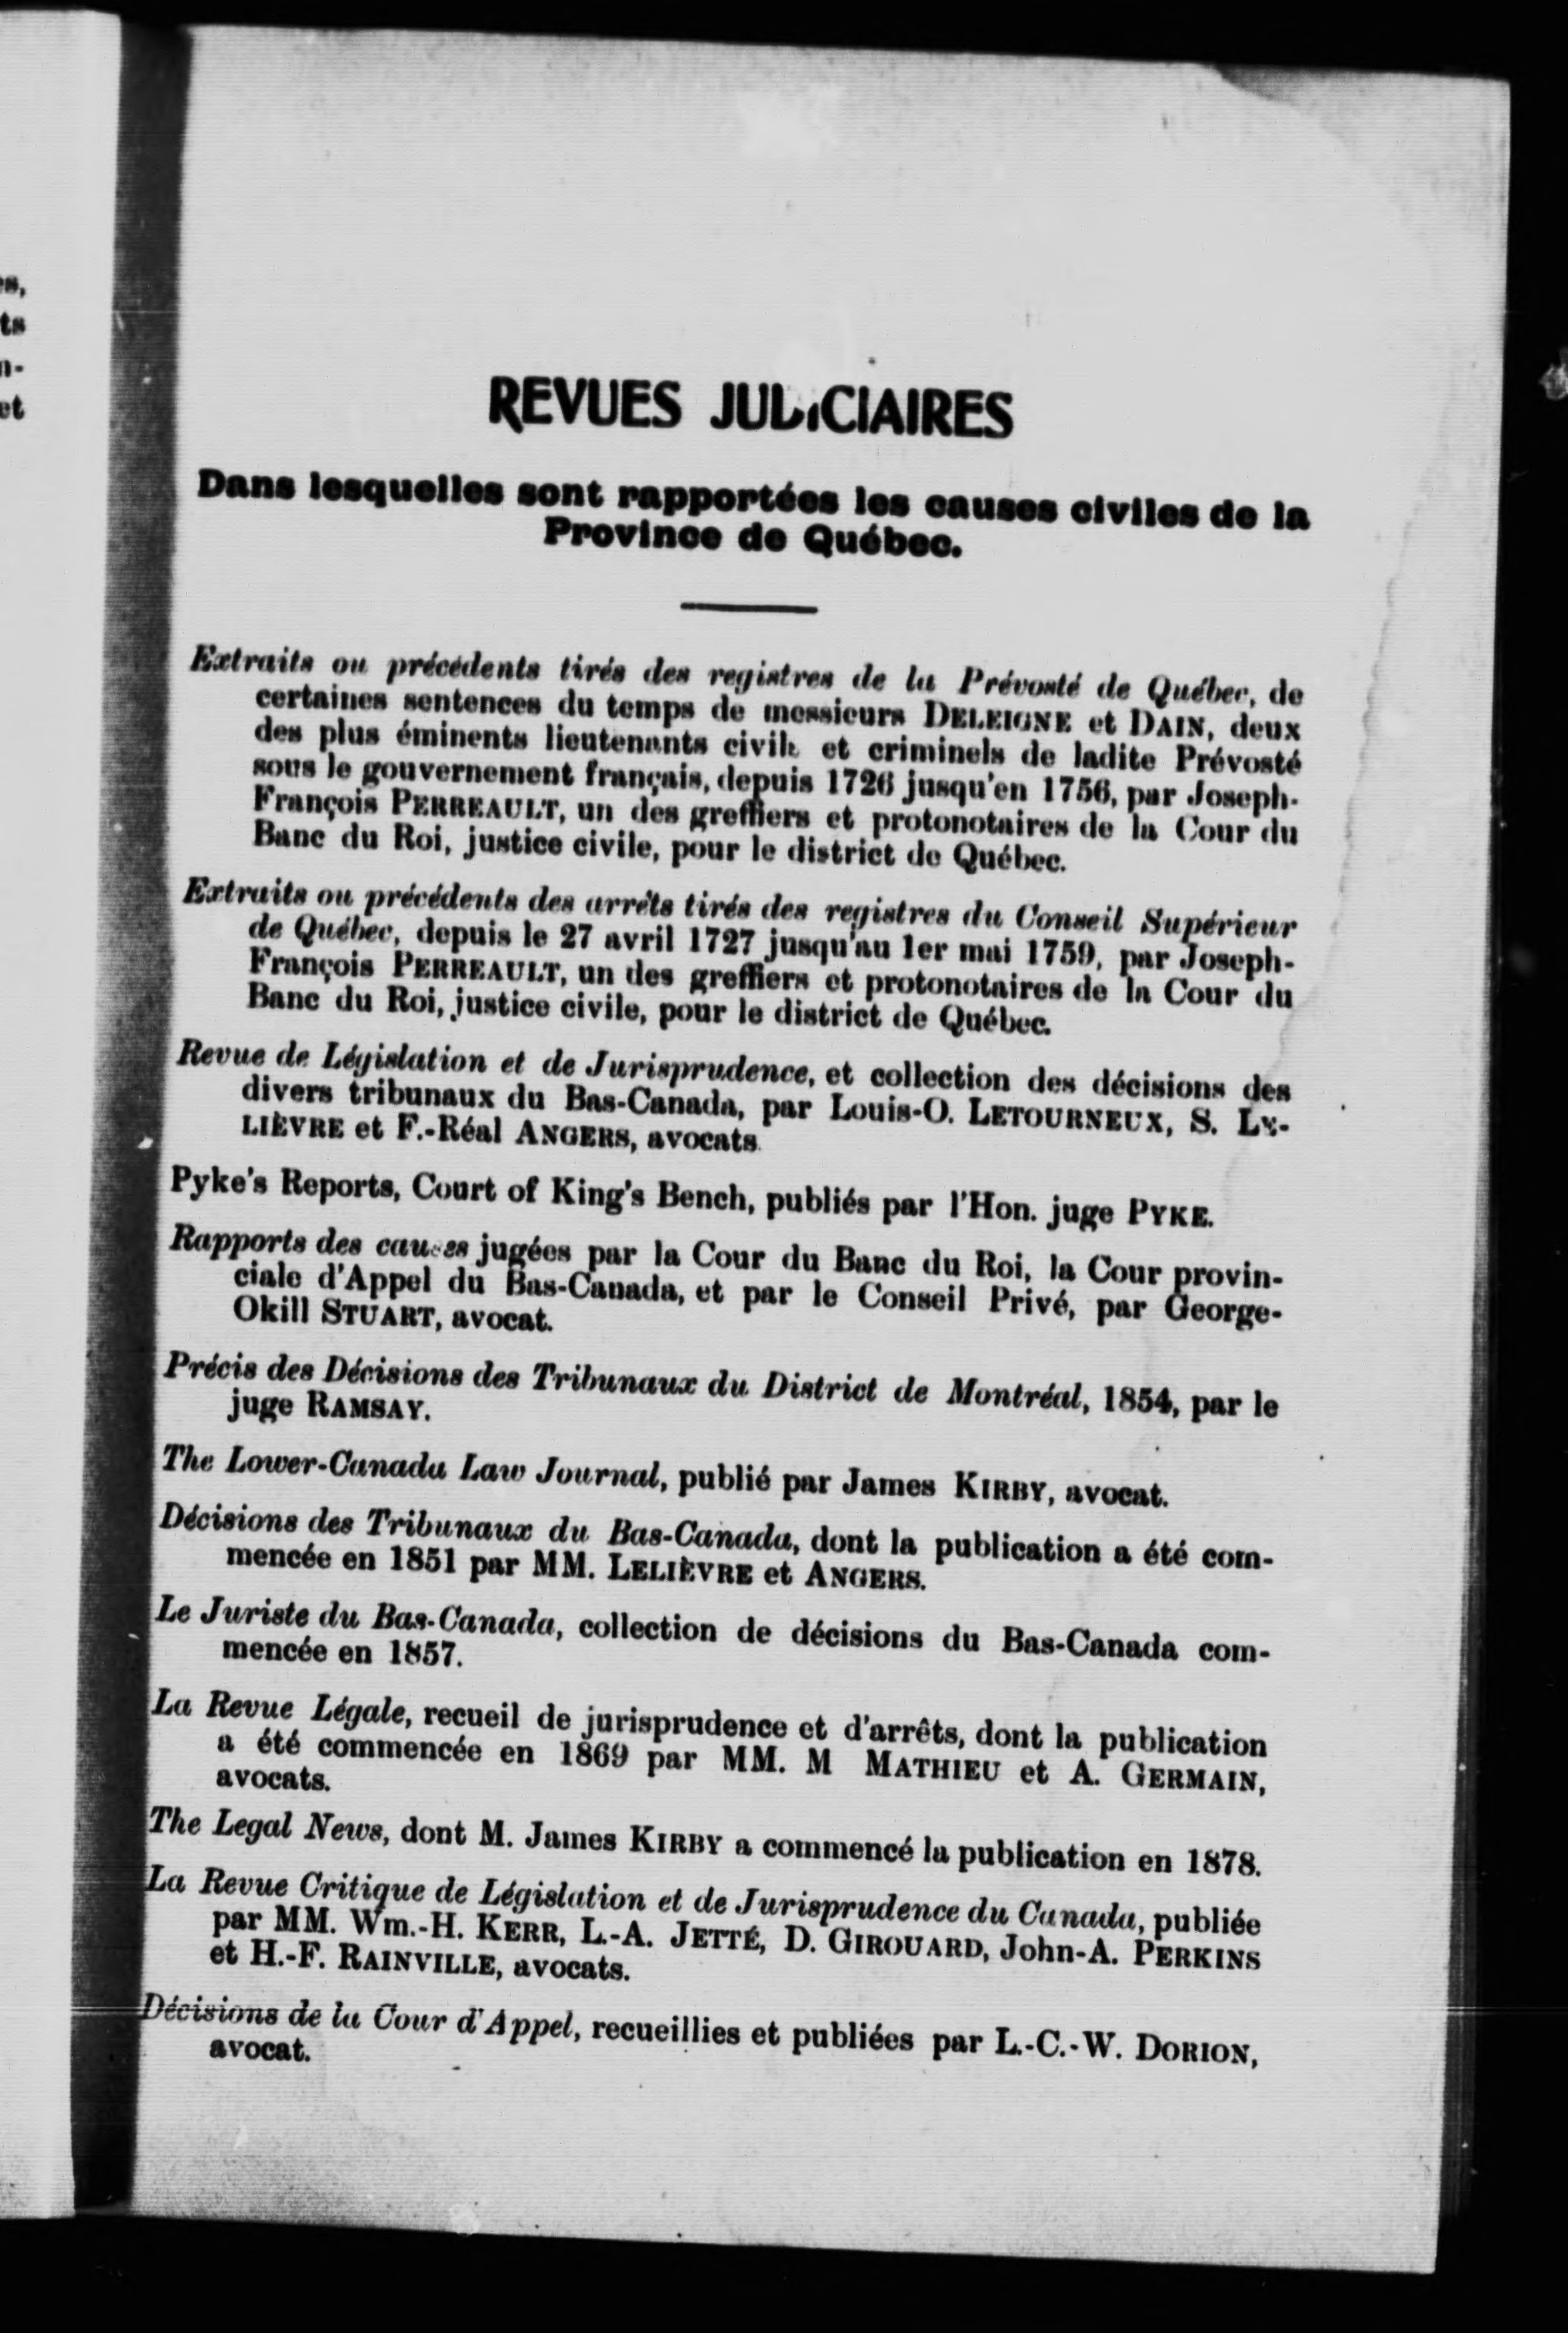 REVUES JUDICIAIRES
Dans lesquelles sont rapportées les causes civiles de la
Province de Québec.
Extraits ou précédents tirés des registres de la Prévosté de Québec, de
certaines sentences du temps de messieurs DELEIGNE et DAIN, deux
des plus éminents lieutenants civils et criminels de ladite Prévosté
sous le gouvernement français, depuis 1726 jusqu'en 1756, par Joseph-
François PERREAULT, un des greffiers et protonotaires de la Cour du
Banc du Roi, justice civile, pour le district de Québec.
Extraits ou précédents des arrêts tirés des registres du Conseil Supérieur
de Québec, depuis le 27 avril 1727 jusqu'au 1er mai 1759, par Joseph-
François PERREAULT, un des greffiers et protonotaires de la Cour du
Banc du Roi, justice civile, pour le district de Québec.
Revue de Législation et de Jurisprudence, et collection des décisions des
divers tribunaux du Bas-Canada, par Louis-O. LETOURNEUX, S. LE-
LIÈVRE et F.-Réal ANGERS, avocats.
Pyke's Reports, Court of King's Bench, publiés par l'Hon. juge PYKE.
Rapports des causes jugées par la Cour du Banc du Roi, la Cour provin-
ciale d'Appel du Bas-Canada, et par le Conseil Privé, par George-
Okill STUART, avocat.
Précis des Décisions des Tribunaux du District de Montréal, 1854, par le
juge RAMSAY.
The Lower-Canada Law Journal, publié par James KIRBY, avocat.
Décisions des Tribunaux du Bas-Canada, dont la publication a été com-
mencée en 1851 par MM. LELIÈVRE et ANGERS.
Le Juriste du Bas-Canada, collection de décisions du Bas-Canada com-
mencée en 1857.
La Revue Légale, recueil de jurisprudence et d'arrêts, dont la publication
a été commencée en 1869 par MM. M MATHIEU et A. GERMAIN,
avocats.
The Legal News, dont M. James KIRBY a commencé la publication en 1878.
La Revue Critique de Législation et de Jurisprudence du Canada, publiée
par MM. Wm.-H. KERR, L.-A. JETTÉ, D. GIROUARD, John-A. PERKINS
et H.-F. RAINVILLE, avocats.
Décisions de la Cour d'Appel, recueillies et publiées par L.-C.-W. DORION,
avocat.